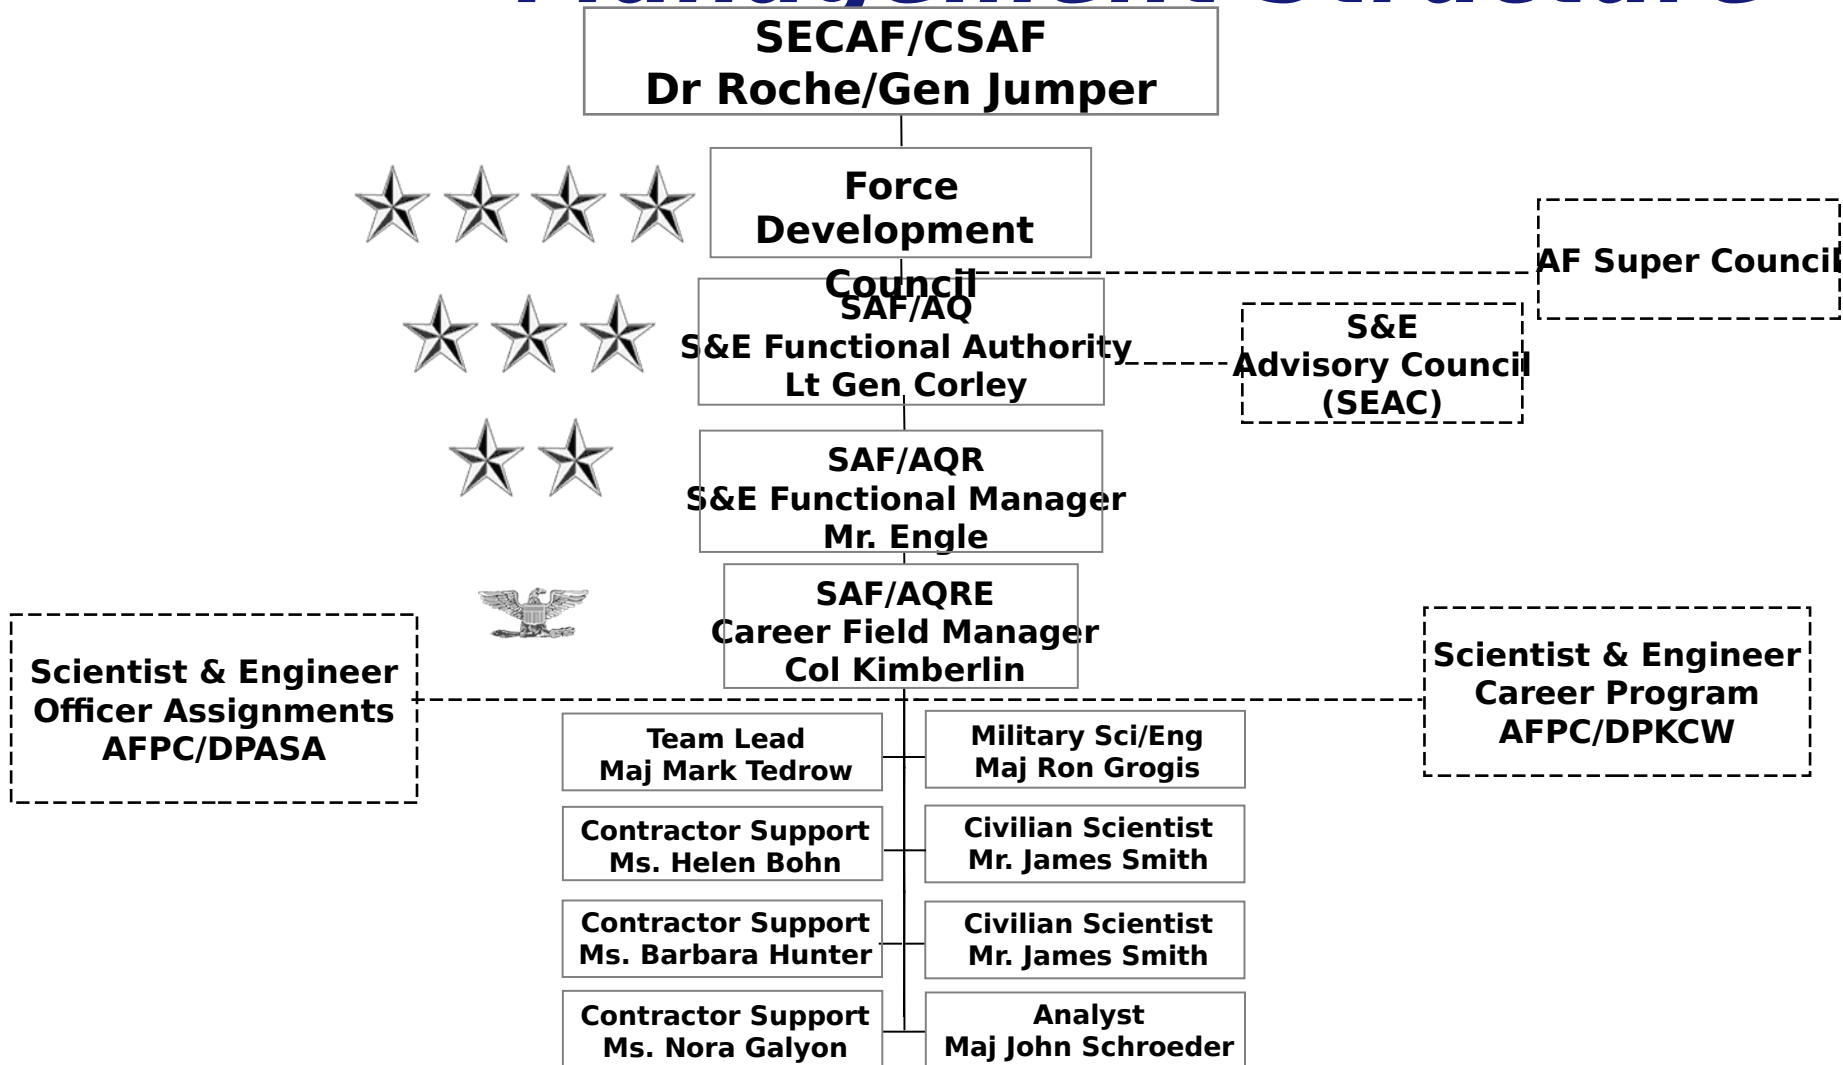 Management Structure
SECAF/CSAF
Dr Roche/Gen Jumper
Force
Development
Council
AF Super Council
SAF/AQ
S&E Functional Authority
Lt Gen Corley
S&E
Advisory Council
(SEAC)
SAF/AQR
S&E Functional Manager
Mr. Engle
SAF/AQRE
Career Field Manager
Col Kimberlin
Scientist & Engineer
Officer Assignments
AFPC/DPASA
Scientist & Engineer
Career Program
AFPC/DPKCW
Team Lead
Maj Mark Tedrow
Military Sci/Eng
Maj Ron Grogis
Contractor Support
Ms. Helen Bohn
Civilian Scientist
Mr. James Smith
Contractor Support
Ms. Barbara Hunter
Civilian Scientist
Mr. James Smith
Contractor Support
Ms. Nora Galyon
Analyst
Maj John Schroeder